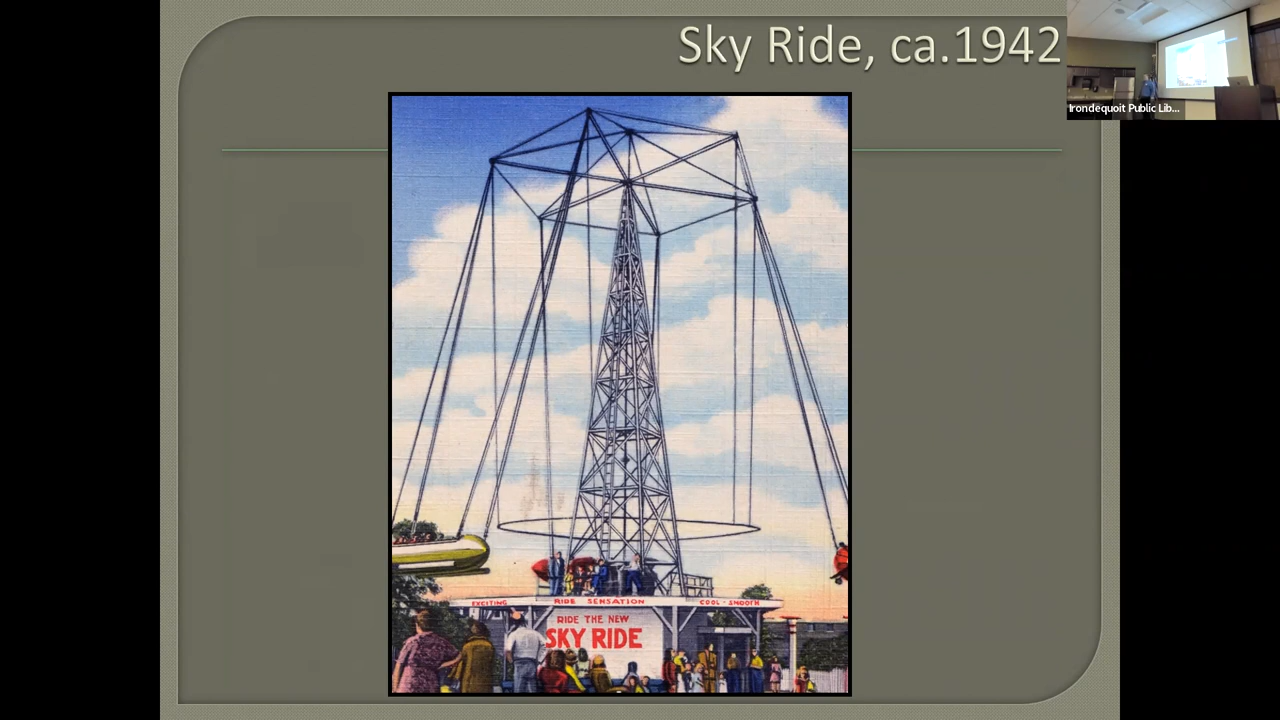 Sky Ride, ca.1942
Irondequoit Public Lib...
EXCITING RIDE SENSATION COOL - SMOOTH
RIDE THE NEW
SKY RIDE